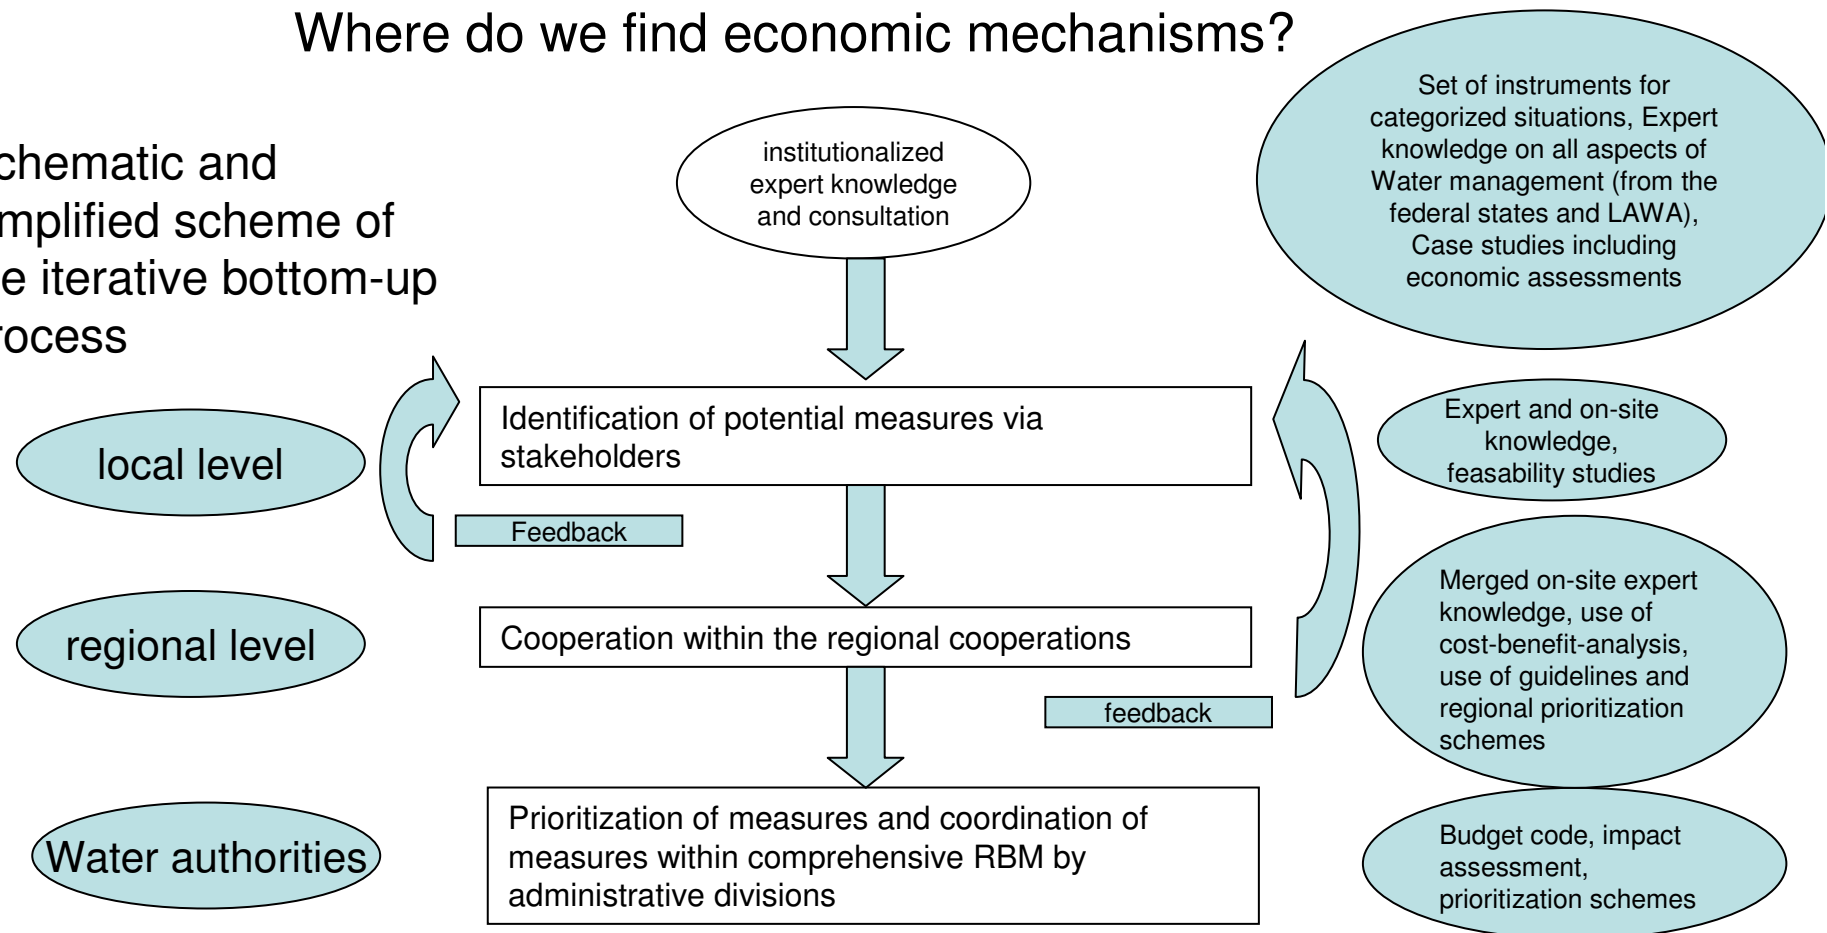 Where do we find economic mechanisms?
chematic and
mplified scheme of
e iterative bottom-up
rocess
institutionalized
expert knowledge
and consultation
Set of instruments for
categorized situations, Expert
knowledge on all aspects of
Water management (from the
federal states and LAWA),
Case studies including
economic assessments
local level
Identification of potential measures via
stakeholders
Expert and on-site
knowledge,
feasability studies
Feedback
regional level
Cooperation within the regional cooperations
Merged on-site expert
knowledge, use of
cost-benefit-analysis,
use of guidelines and
regional prioritization
schemes
feedback
Water authorities
Prioritization of measures and coordination of
measures within comprehensive RBM by
administrative divisions
Budget code, impact
assessment,
prioritization schemes